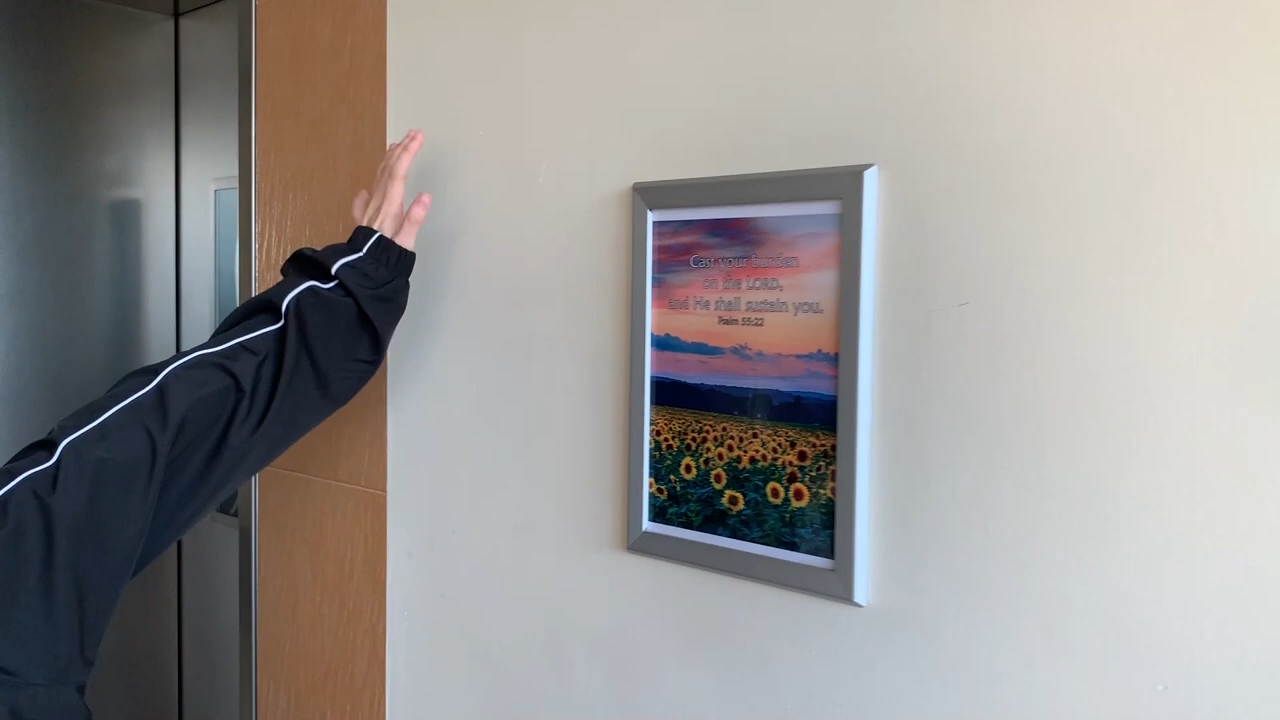 Cast your burden
on the LORD,
and He shall sustain you.
Psalm 55:22